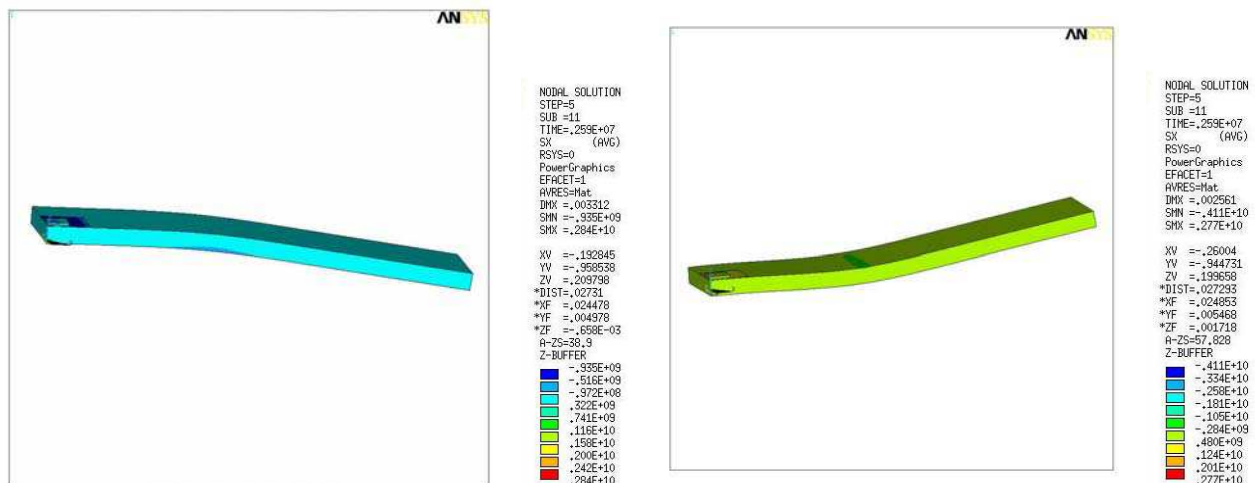 ANSYS
NODAL SOLUTION
STEP=5
SUB =11
TIME=.259E+07
SX (AVG)
RSYS=0
PowerGraphics
EFACET=1
AVRES=Mat
DMX =.003312
SMN =-.935E+09
SMX =.284E+10
XV =-.192845
YV =-.958538
ZV =.209798
*DIST=.02731
*XF =.024478
*YF =.004978
*ZF =-.658E-03
A-ZS=38.9
Z-BUFFER
-.935E+09
-.516E+09
-.972E+08
.322E+09
.741E+09
.116E+10
.158E+10
.200E+10
.242E+10
.284E+10
ANSYS
NODAL SOLUTION
STEP=5
SUB =11
TIME=.259E+07
SX (AVG)
RSYS=0
PowerGraphics
EFACET=1
AVRES=Mat
DMX =.002561
SMN =-.411E+10
SMX =.277E+10
XV =-.26004
YV =-.944731
ZV =.199658
*DIST=.027293
*XF =.024853
*YF =.005468
*ZF =.001718
A-ZS=57.828
Z-BUFFER
-.411E+10
-.334E+10
-.258E+10
-.181E+10
-.105E+10
-.284E+09
.480E+09
.124E+10
.201E+10
.277E+10